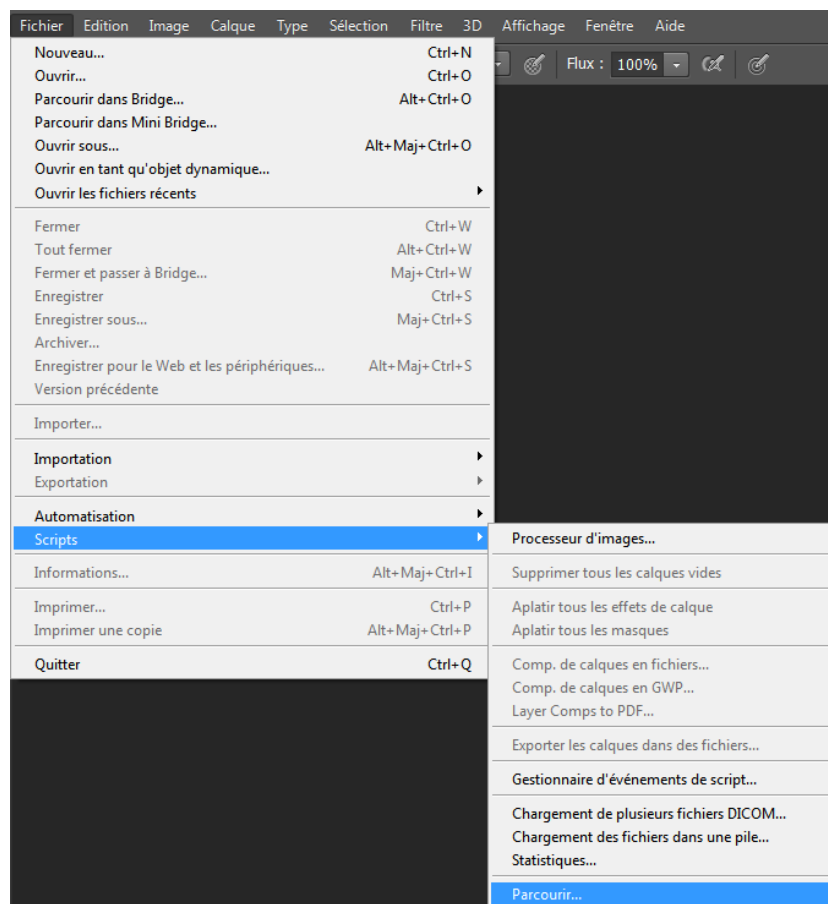 Fichier Edition Image Calque Type Sélection Filtre 3D Affichage Fenêtre Aide
Flux : 100%
Nouveau... Ctrl+N
Ouvrir... Ctrl+O
Parcourir dans Bridge... Alt+Ctrl+O
Parcourir dans Mini Bridge...
Ouvrir sous... Alt+Maj+Ctrl+O
Ouvrir en tant qu'objet dynamique...
Ouvrir les fichiers récents
Fermer Ctrl+W
Tout fermer Alt+Ctrl+W
Fermer et passer à Bridge... Maj+Ctrl+W
Enregistrer Ctrl+S
Enregistrer sous... Maj+Ctrl+S
Archiver...
Enregistrer pour le Web et les périphériques... Alt+Maj+Ctrl+S
Version précédente
Importer...
Importation
Exportation
Automatisation
Scripts
Informations... Alt+Maj+Ctrl+I
Imprimer... Ctrl+P
Imprimer une copie Alt+Maj+Ctrl+P
Quitter Ctrl+Q
Processeur d'images...
Supprimer tous les calques vides
Aplatir tous les effets de calque
Aplatir tous les masques
Comp. de calques en fichiers...
Comp. de calques en GWP...
Layer Comps to PDF...
Exporter les calques dans des fichiers...
Gestionnaire d'événements de script...
Chargement de plusieurs fichiers DICOM...
Chargement des fichiers dans une pile...
Statistiques...
Parcourir...